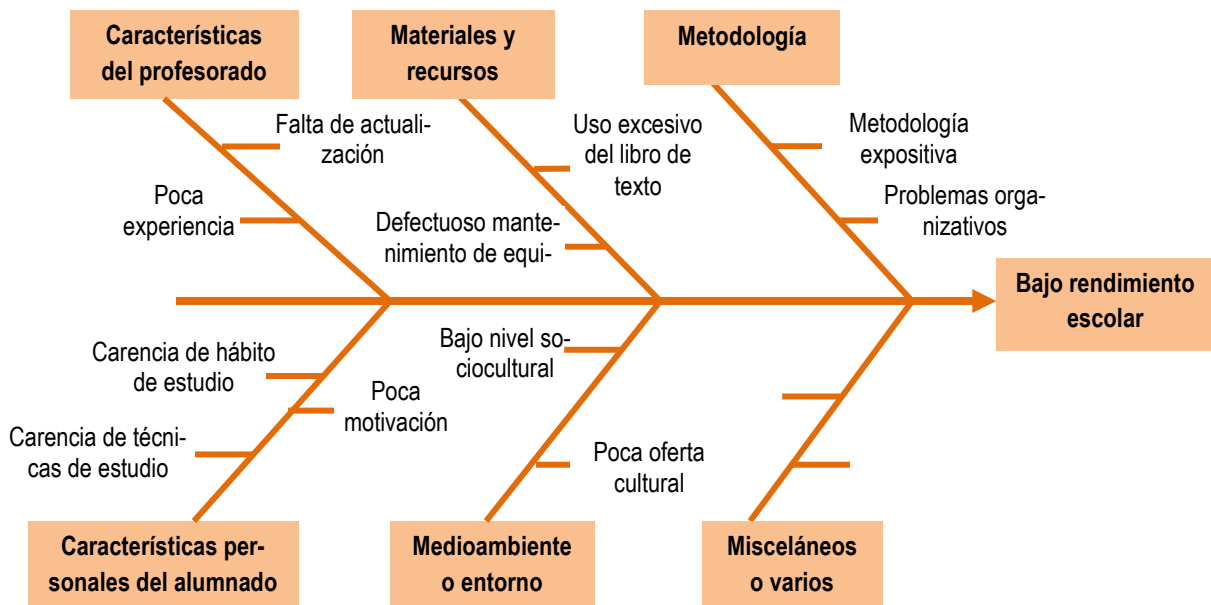 Características
del profesorado
Materiales y
recursos
Metodología
Falta de actuali-
zación
Uso excesivo
del libro de
texto
Metodología
expositiva
Poca
experiencia
Defectuoso mante-
nimiento de equi-
Problemas orga-
nizativos
Bajo rendimiento
escolar
Carencia de hábito
de estudio
Poca
motivación
Bajo nivel so-
ciocultural
Carencia de técni-
cas de estudio
Poca oferta
cultural
Características per-
sonales del alumnado
Medioambiente
o entorno
Misceláneos
o varios